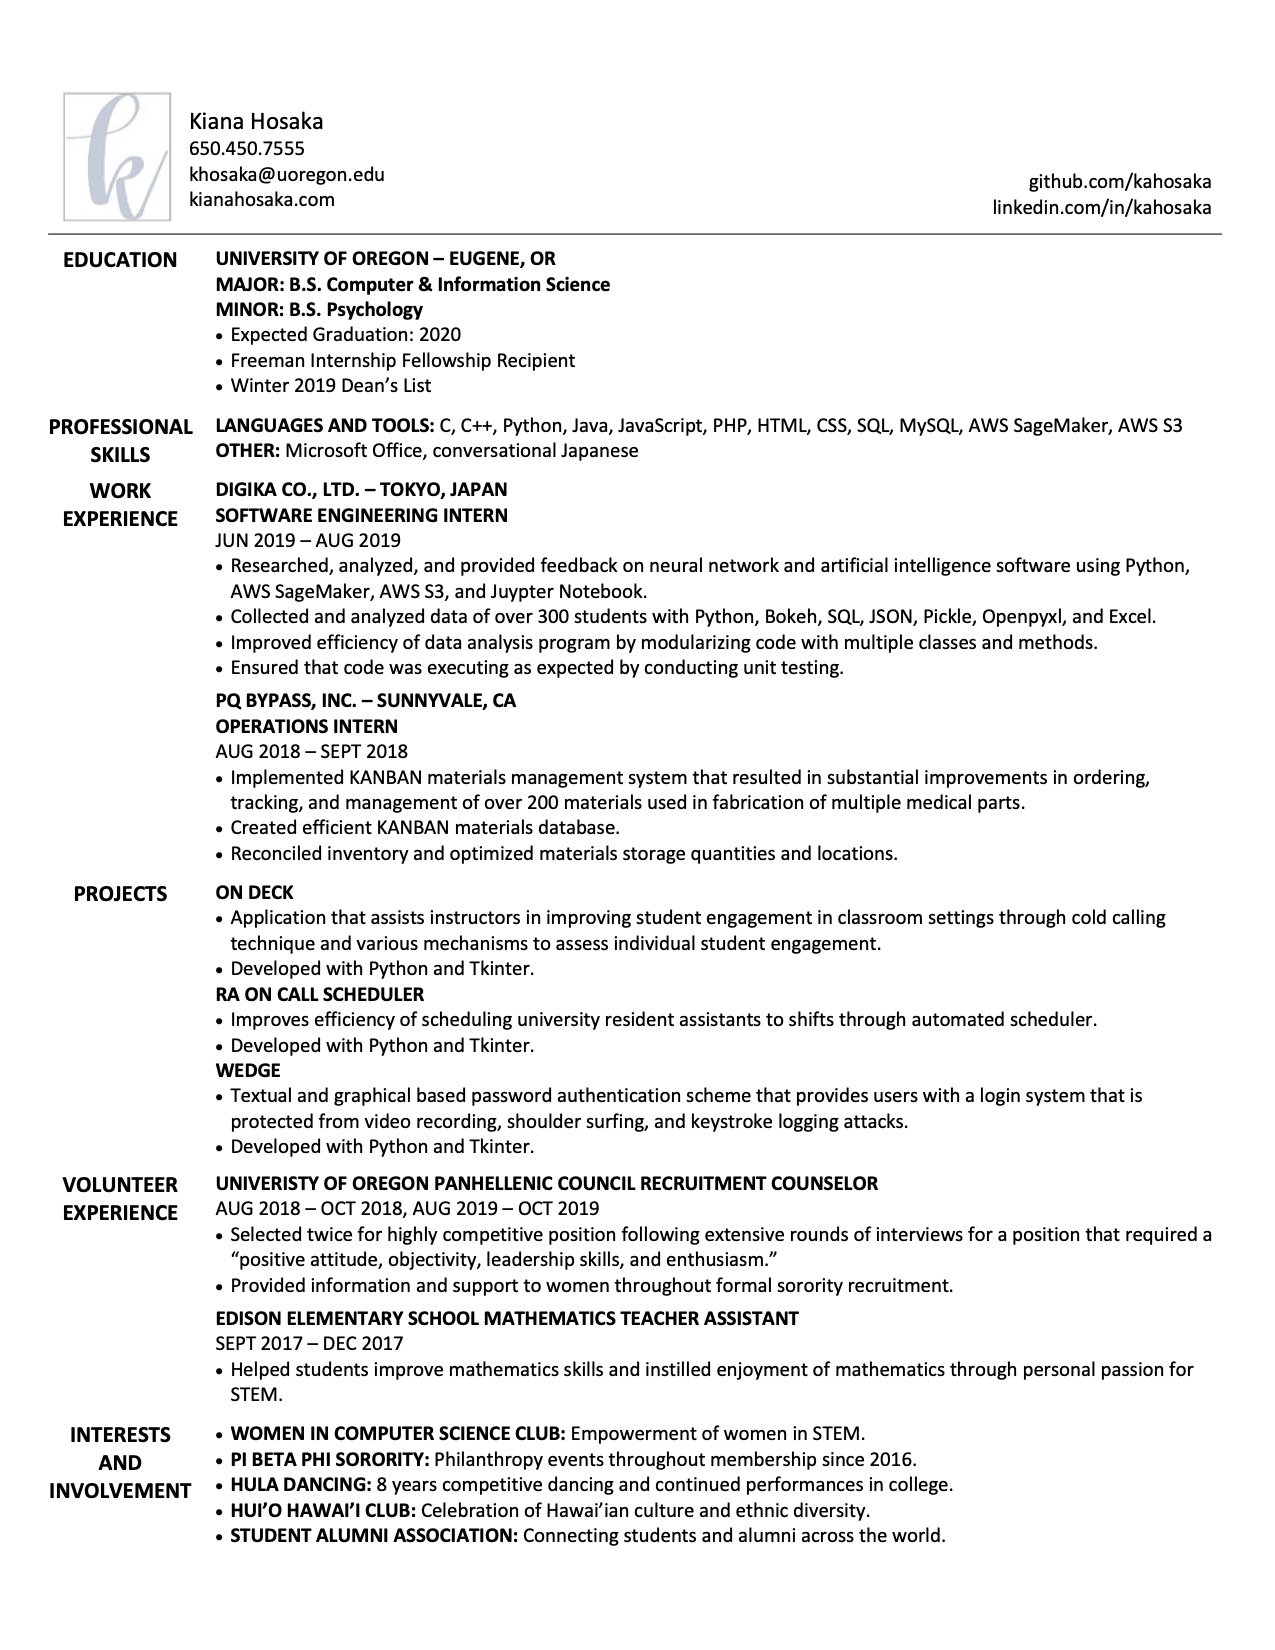 k
Kiana Hosaka
650.450.7555
khosaka@uoregon.edu
kianahosaka.com
github.com/kahosaka
linkedin.com/in/kahosaka
EDUCATION
UNIVERSITY OF OREGON – EUGENE, OR
MAJOR: B.S. Computer & Information Science
MINOR: B.S. Psychology
• Expected Graduation: 2020
• Freeman Internship Fellowship Recipient
• Winter 2019 Dean’s List
PROFESSIONAL
SKILLS
LANGUAGES AND TOOLS: C, C++, Python, Java, JavaScript, PHP, HTML, CSS, SQL, MySQL, AWS SageMaker, AWS S3
OTHER: Microsoft Office, conversational Japanese
WORK
EXPERIENCE
DIGIKA CO., LTD. – TOKYO, JAPAN
SOFTWARE ENGINEERING INTERN
JUN 2019 – AUG 2019
• Researched, analyzed, and provided feedback on neural network and artificial intelligence software using Python,
AWS SageMaker, AWS S3, and Juypter Notebook.
• Collected and analyzed data of over 300 students with Python, Bokeh, SQL, JSON, Pickle, Openpyxl, and Excel.
• Improved efficiency of data analysis program by modularizing code with multiple classes and methods.
• Ensured that code was executing as expected by conducting unit testing.
PQ BYPASS, INC. – SUNNYVALE, CA
OPERATIONS INTERN
AUG 2018 – SEPT 2018
• Implemented KANBAN materials management system that resulted in substantial improvements in ordering,
tracking, and management of over 200 materials used in fabrication of multiple medical parts.
• Created efficient KANBAN materials database.
• Reconciled inventory and optimized materials storage quantities and locations.
PROJECTS
ON DECK
• Application that assists instructors in improving student engagement in classroom settings through cold calling
technique and various mechanisms to assess individual student engagement.
• Developed with Python and Tkinter.
RA ON CALL SCHEDULER
• Improves efficiency of scheduling university resident assistants to shifts through automated scheduler.
• Developed with Python and Tkinter.
WEDGE
• Textual and graphical based password authentication scheme that provides users with a login system that is
protected from video recording, shoulder surfing, and keystroke logging attacks.
• Developed with Python and Tkinter.
VOLUNTEER
EXPERIENCE
UNIVERISTY OF OREGON PANHELLENIC COUNCIL RECRUITMENT COUNSELOR
AUG 2018 – OCT 2018, AUG 2019 – OCT 2019
• Selected twice for highly competitive position following extensive rounds of interviews for a position that required a
“positive attitude, objectivity, leadership skills, and enthusiasm.”
• Provided information and support to women throughout formal sorority recruitment.
EDISON ELEMENTARY SCHOOL MATHEMATICS TEACHER ASSISTANT
SEPT 2017 – DEC 2017
• Helped students improve mathematics skills and instilled enjoyment of mathematics through personal passion for
STEM.
INTERESTS
AND
INVOLVEMENT
• WOMEN IN COMPUTER SCIENCE CLUB: Empowerment of women in STEM.
• PI BETA PHI SORORITY: Philanthropy events throughout membership since 2016.
• HULA DANCING: 8 years competitive dancing and continued performances in college.
• HUI’O HAWAI’I CLUB: Celebration of Hawai’ian culture and ethnic diversity.
• STUDENT ALUMNI ASSOCIATION: Connecting students and alumni across the world.